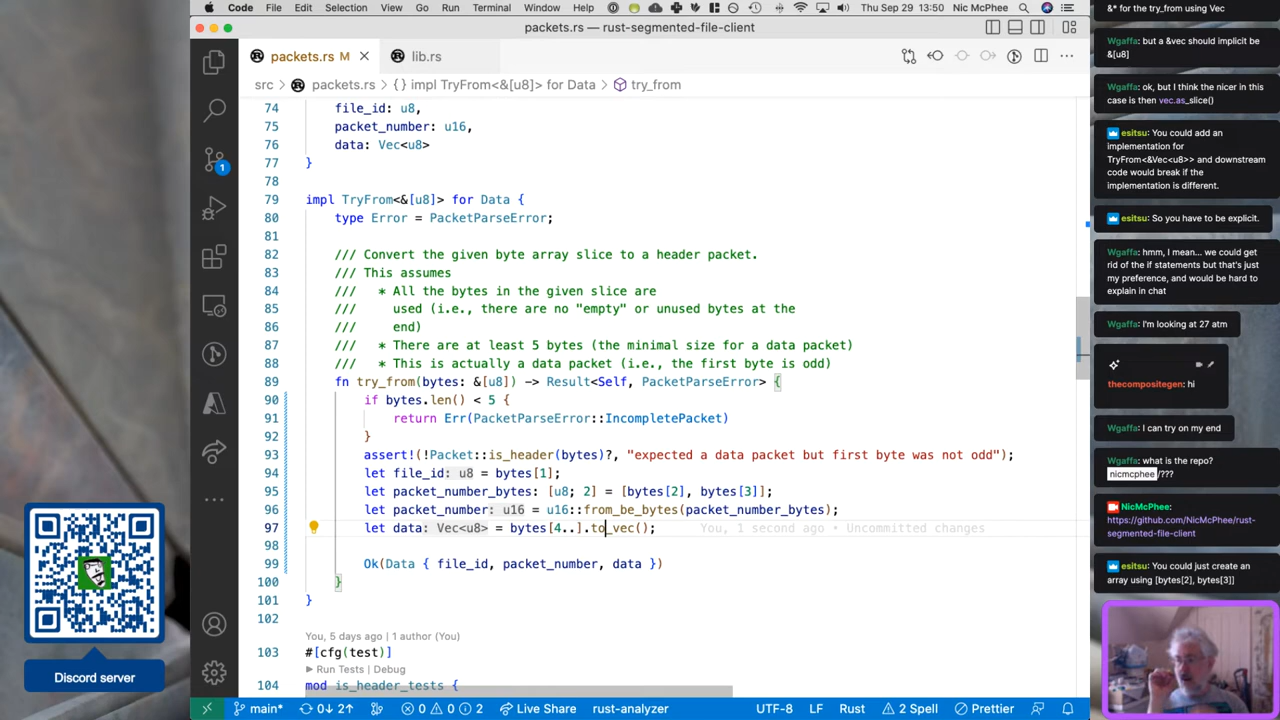 Code File Edit Selection View Go Run Terminal Window Help Thu Sep 29 13:50 Nic McPhee
packets.rs — rust-segmented-file-client
packets.rs M
lib.rs
src > packets.rs > {} impl TryFrom<&[u8]> for Data > try_from
74 file_id: u8,
75 packet_number: u16,
76 data: Vec<u8>
77 }
78
79 impl TryFrom<&[u8]> for Data {
80 type Error = PacketParseError;
81
82 /// Convert the given byte array slice to a header packet.
83 /// This assumes
84 /// * All the bytes in the given slice are
85 /// used (i.e., there are no "empty" or unused bytes at the
86 /// end)
87 /// * There are at least 5 bytes (the minimal size for a data packet)
88 /// * This is actually a data packet (i.e., the first byte is odd)
89 fn try_from(bytes: &[u8]) -> Result<Self, PacketParseError> {
90 if bytes.len() < 5 {
91 return Err(PacketParseError::IncompletePacket)
92 }
93 assert!(!Packet::is_header(bytes)?, "expected a data packet but first byte was not odd");
94 let file_id: u8 = bytes[1];
95 let packet_number_bytes: [u8; 2] = [bytes[2], bytes[3]];
96 let packet_number: u16 = u16::from_be_bytes(packet_number_bytes);
97 let data: Vec<u8> = bytes[4..].to_vec(); You, 1 second ago • Uncommitted changes
98
99 Ok(Data { file_id, packet_number, data })
100 }
101 }
102
You, 5 days ago | 1 author (You)
103 #[cfg(test)]
Run Tests | Debug
104 mod is_header_tests {
1
main* 0↓ 2↑ 0 0 2 Live Share rust-analyzer UTF-8 LF Rust 2 Spell Prettier
Discord server
&* for the try_from using Vec
Wgaffa: but a &vec should implicit be
&[u8]
Wgaffa: ok, but I think the nicer in this
case is then vec.as_slice()
esitsu: You could add an
implementation for
TryFrom<&Vec<u8>> and downstream
code would break if the
implementation is different.
esitsu: So you have to be explicit.
Wgaffa: hmm, I mean... we could get
rid of the if statements but that's just
my preference, and would be hard to
explain in chat
Wgaffa: I'm looking at 27 atm
thecompositegen: hi
Wgaffa: I can try on my end
Wgaffa: what is the repo?
nicmcphee /???
NicMcPhee:
https://github.com/NicMcPhee/rust-
segmented-file-client
esitsu: You could just create an
array using [bytes[2], bytes[3]]